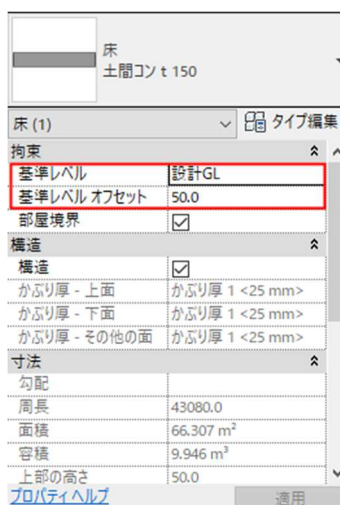 床
土間コン t 150
床 (1) タイプ編集
拘束
基準レベル 設計GL
基準レベル オフセット 50.0
部屋境界
構造
構造
かぶり厚 - 上面 かぶり厚 1 <25 mm>
かぶり厚 - 下面 かぶり厚 1 <25 mm>
かぶり厚 - その他の面 かぶり厚 1 <25 mm>
寸法
勾配
周長 43080.0
面積 66.307 m²
容積 9.946 m³
上部の高さ 50.0
プロパティヘルプ 適用